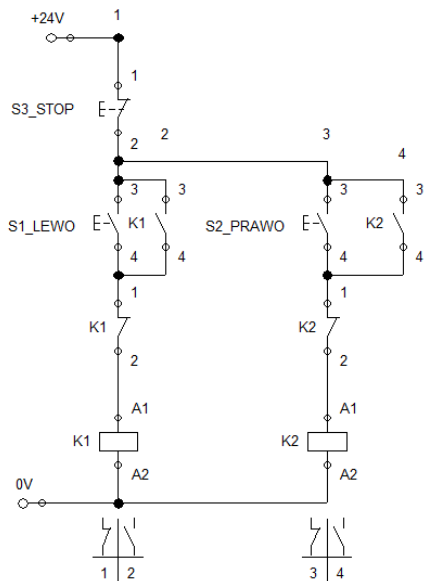 +24V 1
1
S3_STOP
2 2 3 4
3 3 3 3
S1_LEWO K1 S2_PRAWO K2
4 4 4 4
1 1
K1 K2
2 2
A1 A1
K1 K2
A2 A2
0V
1 2 3 4